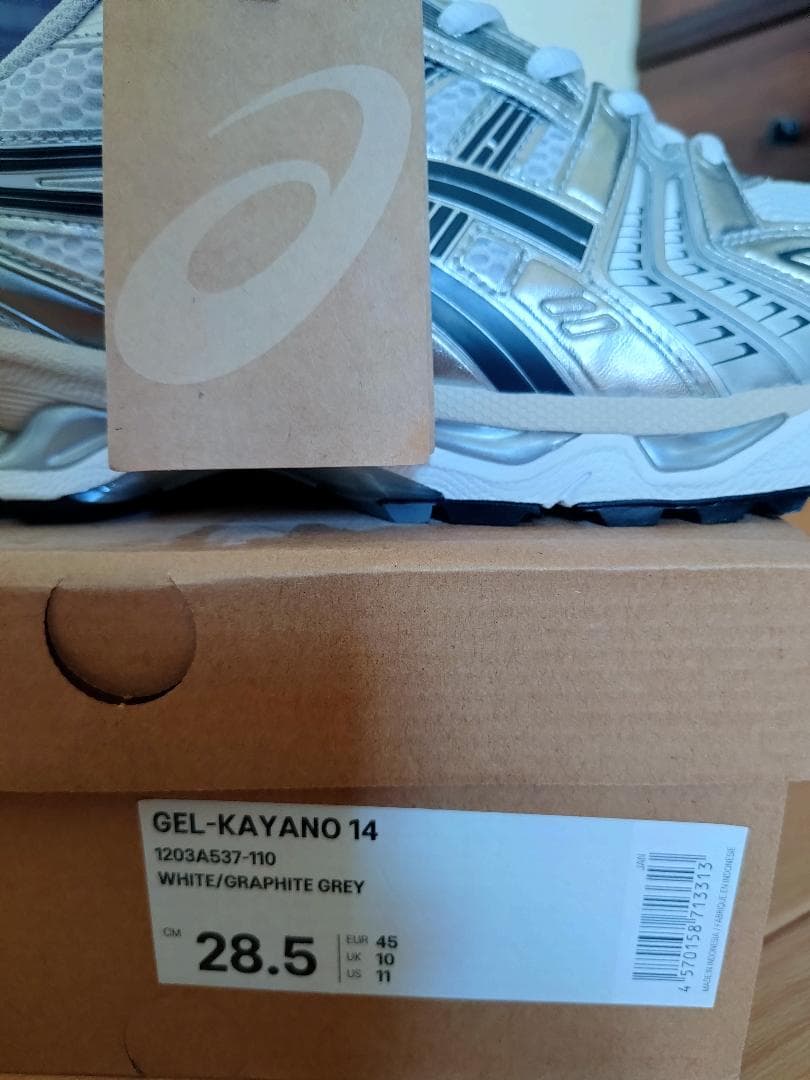 GEL-KAYANO 14
1203A537-110
WHITE/GRAPHITE GREY
CM
28.5
EUR 45
UK 10
US 11
JAN
4 570158 713313
MADE IN INDONESIA / FABRIQUE EN INDONESIE